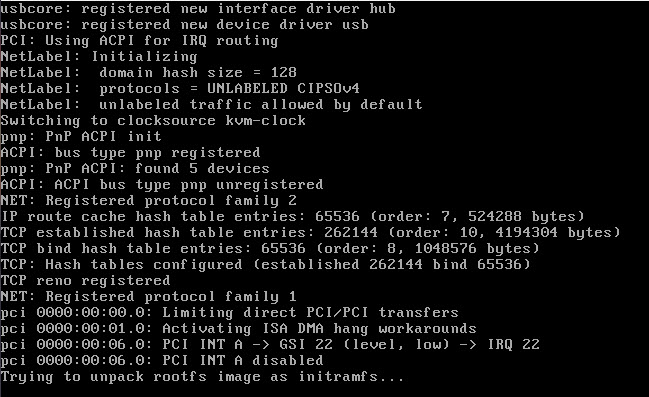 usbcore: registered new interface driver hub
usbcore: registered new device driver usb
PCI: Using ACPI for IRQ routing
NetLabel: Initializing
NetLabel:  domain hash size = 128
NetLabel:  protocols = UNLABELED CIPSOv4
NetLabel:  unlabeled traffic allowed by default
Switching to clocksource kvm-clock
pnp: PnP ACPI init
ACPI: bus type pnp registered
pnp: PnP ACPI: found 5 devices
ACPI: ACPI bus type pnp unregistered
NET: Registered protocol family 2
IP route cache hash table entries: 65536 (order: 7, 524288 bytes)
TCP established hash table entries: 262144 (order: 10, 4194304 bytes)
TCP bind hash table entries: 65536 (order: 8, 1048576 bytes)
TCP: Hash tables configured (established 262144 bind 65536)
TCP reno registered
NET: Registered protocol family 1
pci 0000:00:00.0: Limiting direct PCI/PCI transfers
pci 0000:00:01.0: Activating ISA DMA hang workarounds
pci 0000:00:06.0: PCI INT A -> GSI 22 (level, low) -> IRQ 22
pci 0000:00:06.0: PCI INT A disabled
Trying to unpack rootfs image as initramfs...